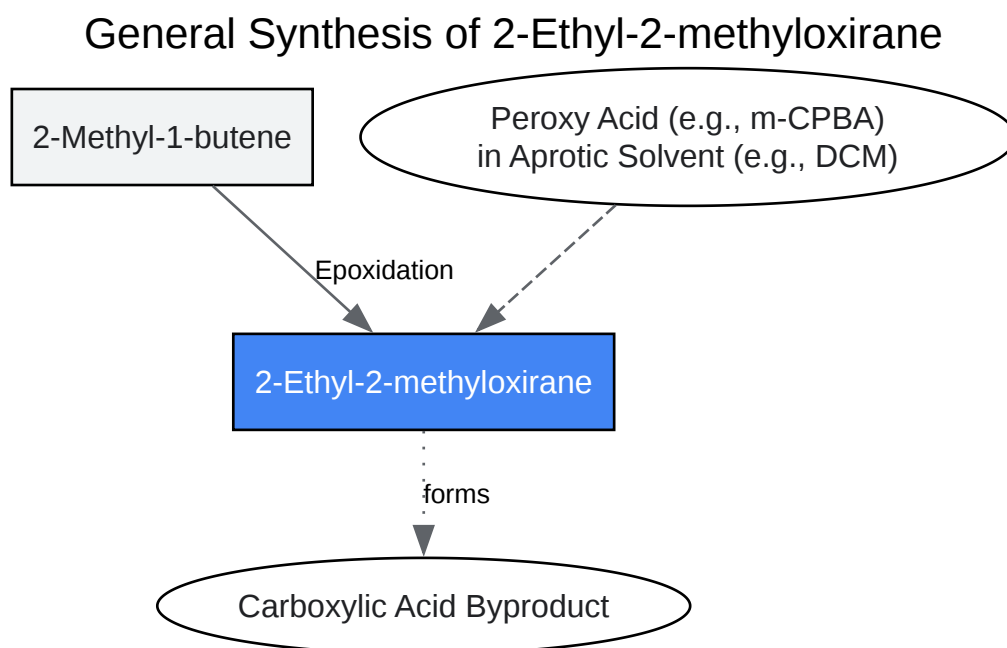 General Synthesis of 2-Ethyl-2-methyloxirane
2-Methyl-1-butene
Peroxy Acid (e.g., m-CPBA)
in Aprotic Solvent (e.g., DCM)
Epoxidation
2-Ethyl-2-methyloxirane
forms
Carboxylic Acid Byproduct